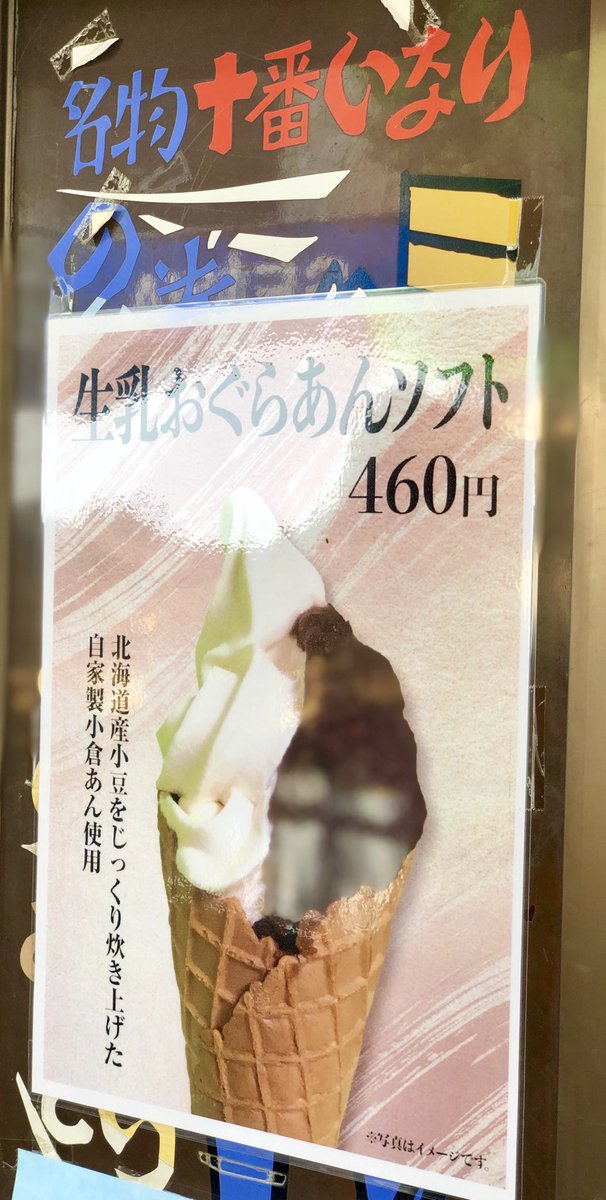 名物十番いなり
生乳おぐらあんソフト
460円
北海道産小豆をじっくり炊き上げた
自家製小倉あん使用
※写真はイメージです。